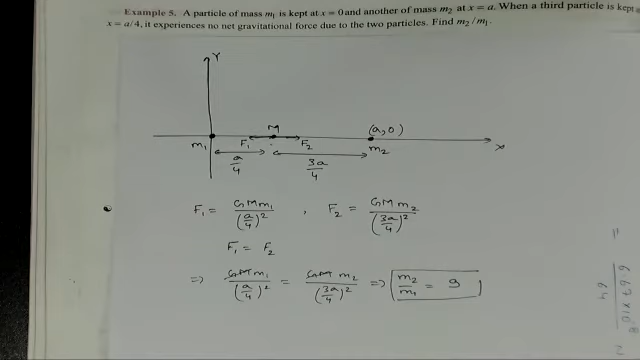 Example 5. A particle of mass m₁ is kept at x = 0 and another of mass m₂ at x = a. When a third particle is kept a
x = a/4, it experiences no net gravitational force due to the two particles. Find m₂/m₁.
Y
M (a,0)
m₁ F₁ F₂ m₂ X
a/4 3a/4
F₁ = GMm₁/(a/4)² , F₂ = GMm₂/(3a/4)²
F₁ = F₂
⇒ GMm₁/(a/4)² = GMm₂/(3a/4)² ⇒ m₂/m₁ = 9